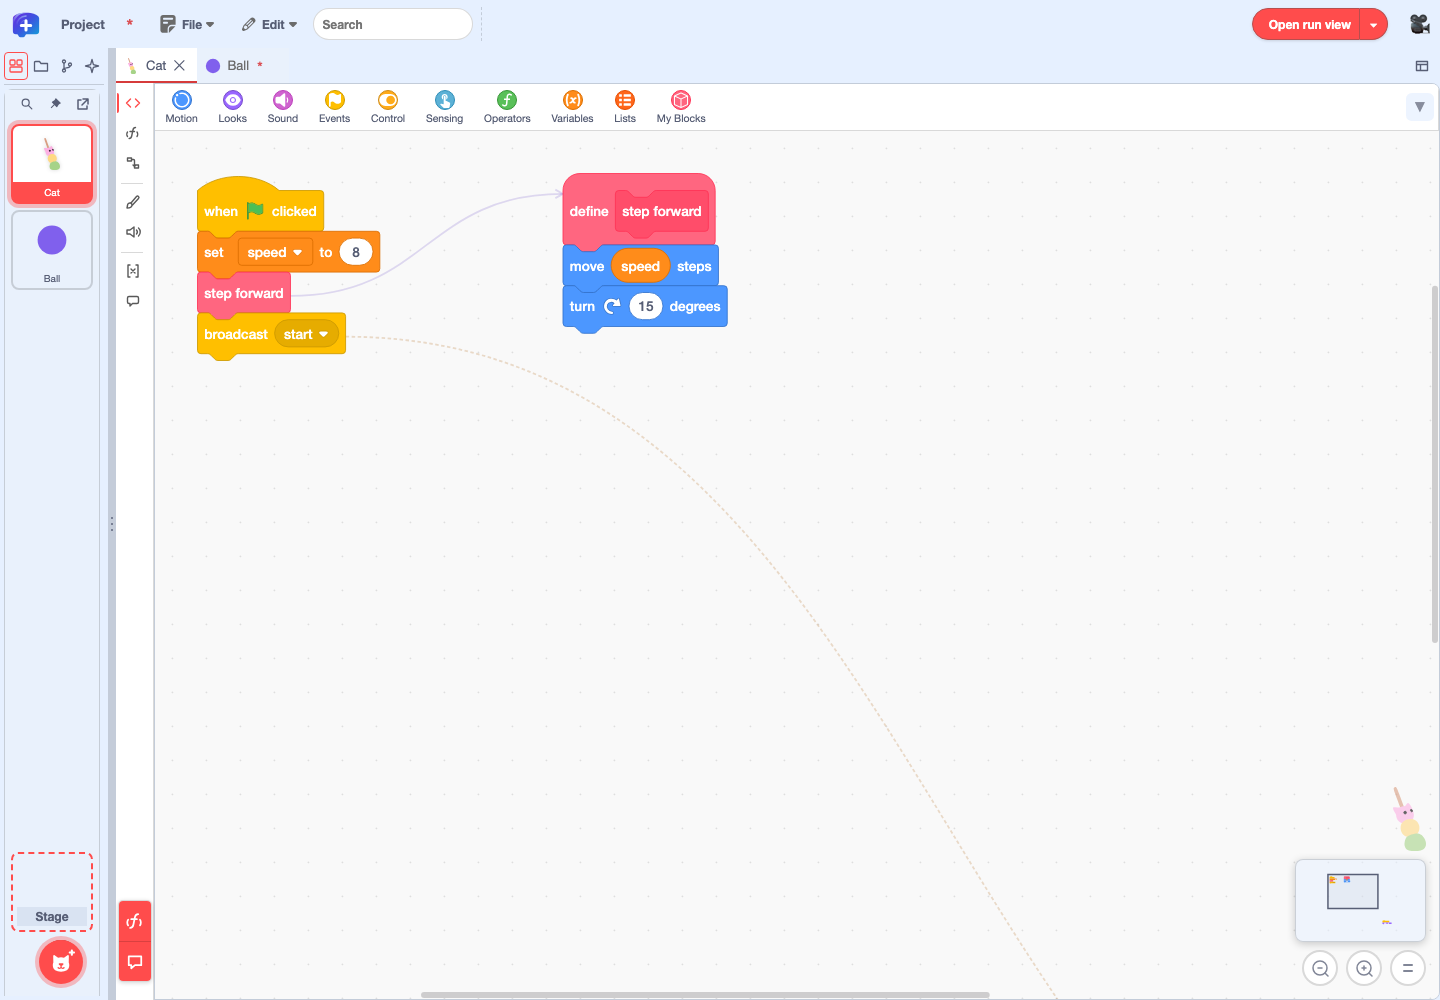 Project * File Edit Search Open run view
Cat Ball *
Motion Looks Sound Events Control Sensing Operators Variables Lists My Blocks
Cat
Ball
Stage
when clicked
set speed to 8
step forward
broadcast start
define step forward
move speed steps
turn 15 degrees